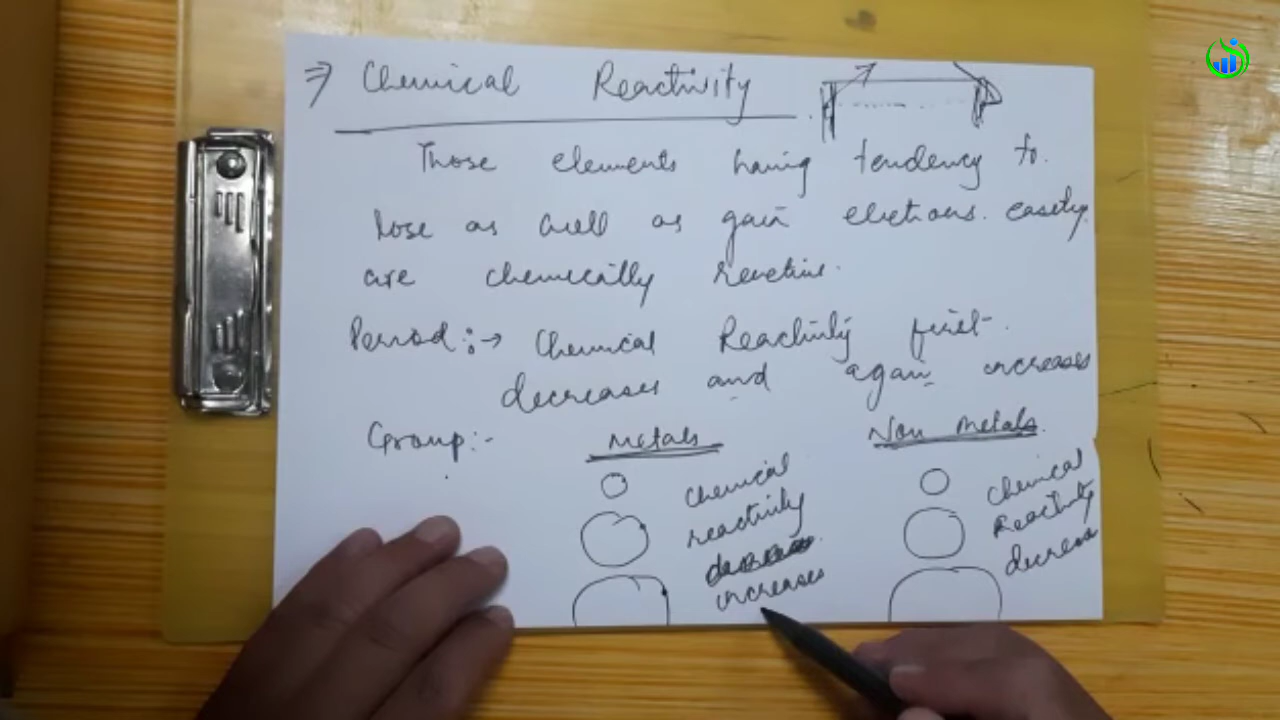 ⇒ Chemical Reactivity
Those elements having tendency to
lose as well as gain electrons. easily
are chemically reactive.
Period :→ Chemical Reactivity first
decreases and again increases
Group:- Metals Non Metals
chemical
reactivity
increases
chemical
Reactivity
decreases